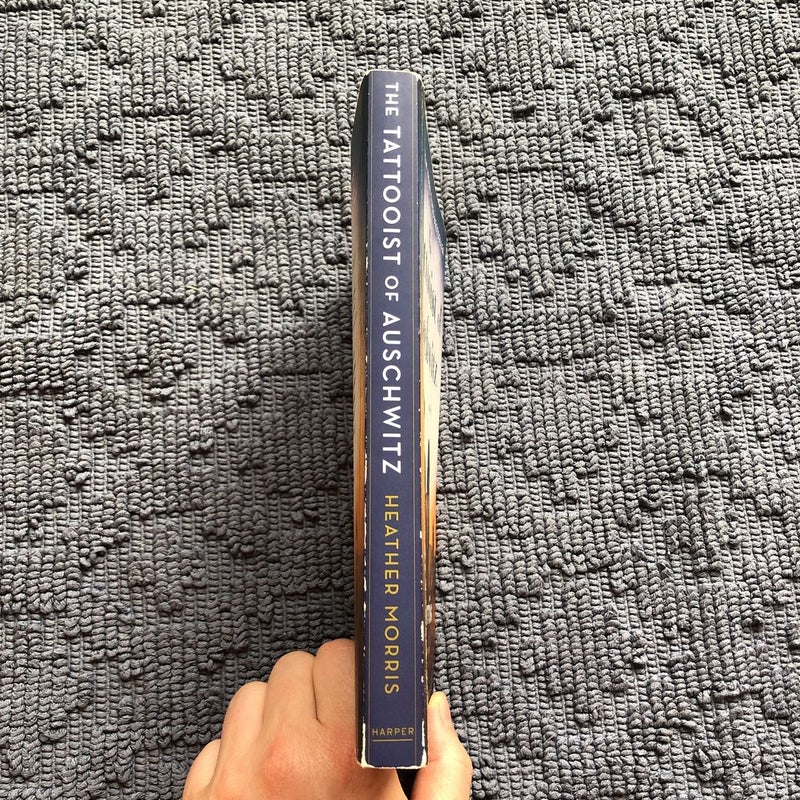 THE TATTOOIST OF AUSCHWITZ
HEATHER MORRIS
HARPER